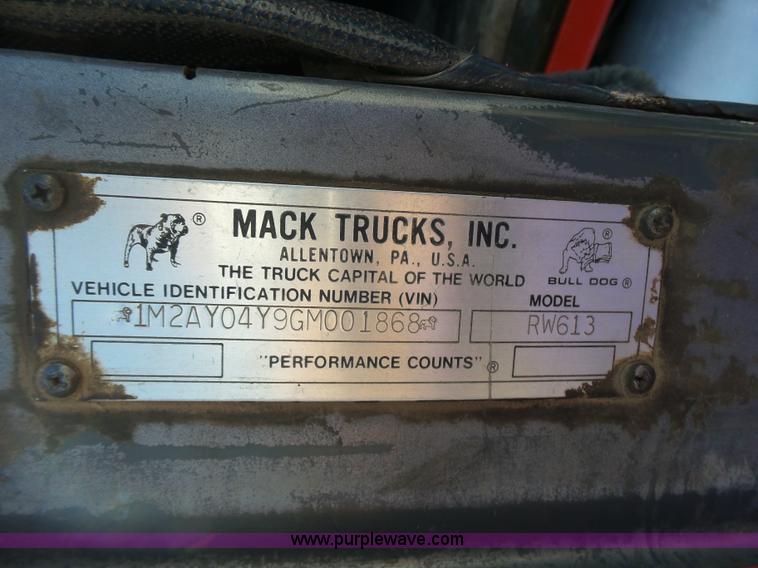 ® MACK TRUCKS, INC. ®
ALLENTOWN, PA., U.S.A.
THE TRUCK CAPITAL OF THE WORLD
BULL DOG ®
VEHICLE IDENTIFICATION NUMBER (VIN)
MODEL
1M2AY04Y9GM001868
RW613
"PERFORMANCE COUNTS" ®
www.purplewave.com